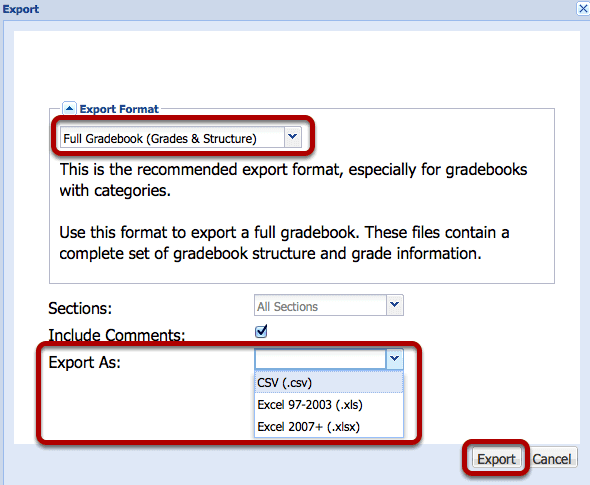 Export
Export Format
Full Gradebook (Grades & Structure)
This is the recommended export format, especially for gradebooks
with categories.
Use this format to export a full gradebook. These files contain a
complete set of gradebook structure and grade information.
Sections: All Sections
Include Comments:
Export As:
CSV (.csv)
Excel 97-2003 (.xls)
Excel 2007+ (.xlsx)
Export Cancel